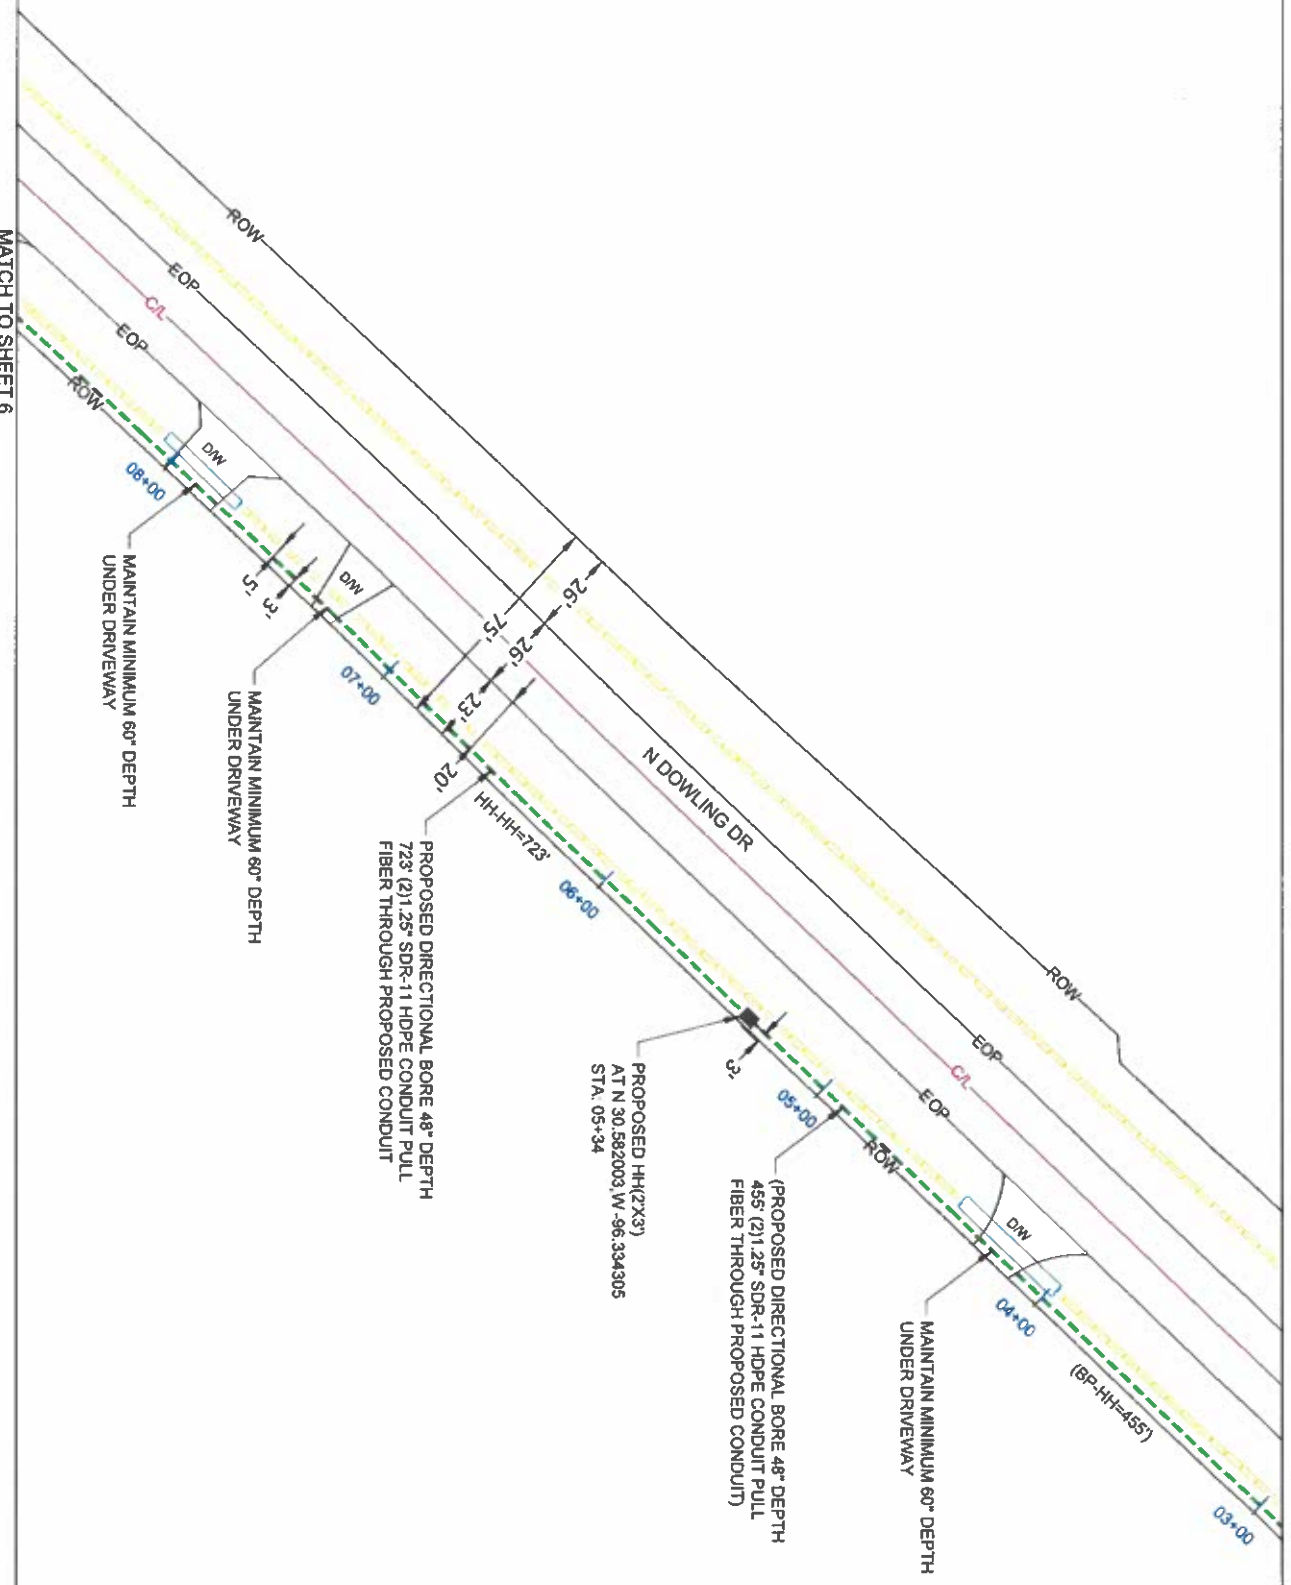 MATCH TO SHEET 6
ROW
EOP
C/L
EOP
ROW
D/W
08+00
MAINTAIN MINIMUM 60" DEPTH
UNDER DRIVEWAY
5'
3'
D/W
MAINTAIN MINIMUM 60" DEPTH
UNDER DRIVEWAY
07+00
26'
75'
26'
23'
20'
HH-HH=723'
PROPOSED DIRECTIONAL BORE 48" DEPTH
723' (2)1.25" SDR-11 HDPE CONDUIT PULL
FIBER THROUGH PROPOSED CONDUIT
N DOWLING DR
06+00
PROPOSED HH(2'X3')
AT N 30.582003,W -96.334305
STA. 05+34
3'
05+00
(PROPOSED DIRECTIONAL BORE 48" DEPTH
455' (2)1.25" SDR-11 HDPE CONDUIT PULL
FIBER THROUGH PROPOSED CONDUIT)
ROW
EOP
C/L
EOP
ROW
D/W
MAINTAIN MINIMUM 60" DEPTH
UNDER DRIVEWAY
04+00
(BP-HH=455')
03+00